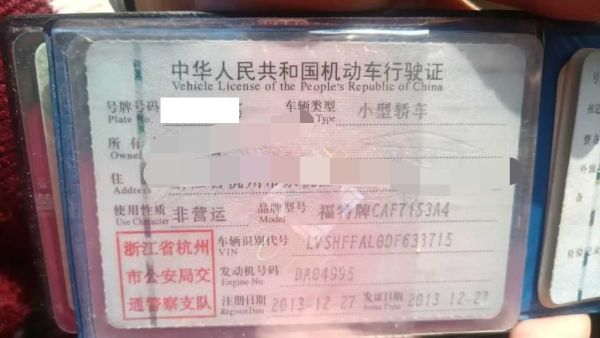 中华人民共和国机动车行驶证
Vehicle License of the People's Republic of China
号牌号码 车辆类型 小型轿车
Plate No. Type
所有
Owner
住
Address
使用性质 非营运 品牌型号 福特牌CAF7153A4
Use Character Model
浙江省杭州 车辆识别代号 LVSHFFAL0DF633715
VIN
市公安局交 发动机号码 DA84995
Engine No
通警察支队 注册日期 2013-12-27 发证日期 2013-12-27
Register Date Issue Date